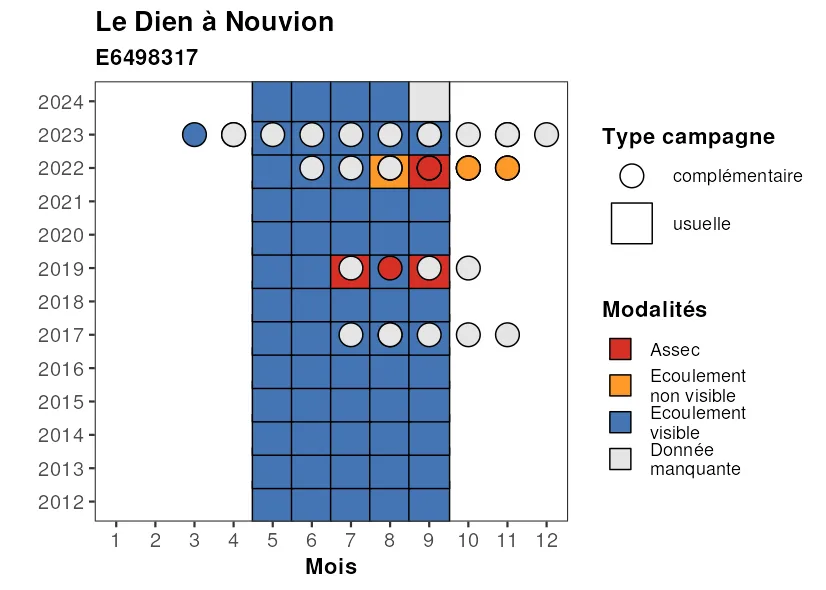 Le Dien à Nouvion
E6498317
2024
2023
2022
2021
2020
2019
2018
2017
2016
2015
2014
2013
2012
1 2 3 4 5 6 7 8 9 10 11 12
Mois
Type campagne
complémentaire
usuelle
Modalités
Assec
Ecoulement
non visible
Ecoulement
visible
Donnée
manquante